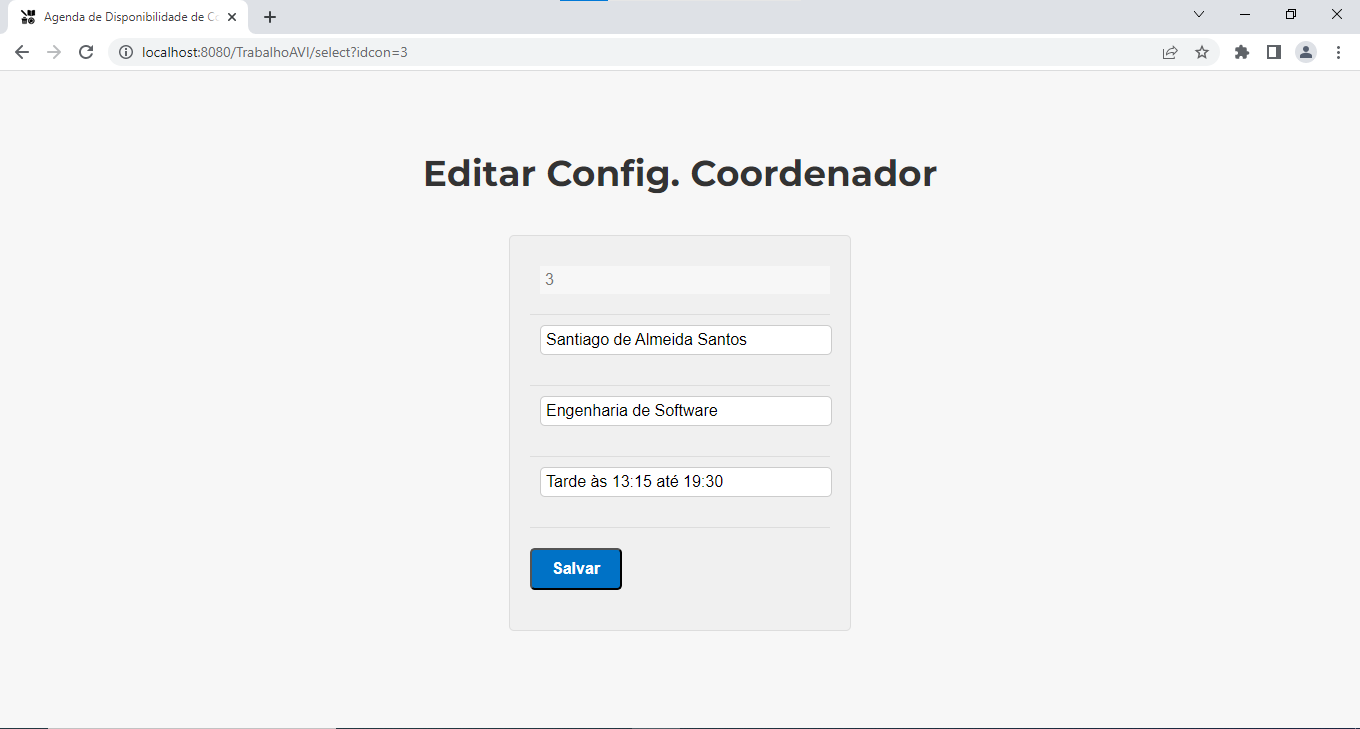 Agenda de Disponibilidade de Co
localhost:8080/TrabalhoAVI/select?idcon=3
Editar Config. Coordenador
3
Santiago de Almeida Santos
Engenharia de Software
Tarde às 13:15 até 19:30
Salvar